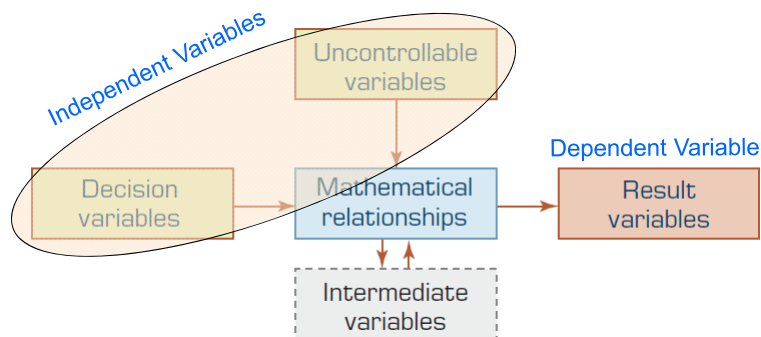 Independent Variables
Uncontrollable
variables
Dependent Variable
Decision
variables
Mathematical
relationships
Result
variables
Intermediate
variables